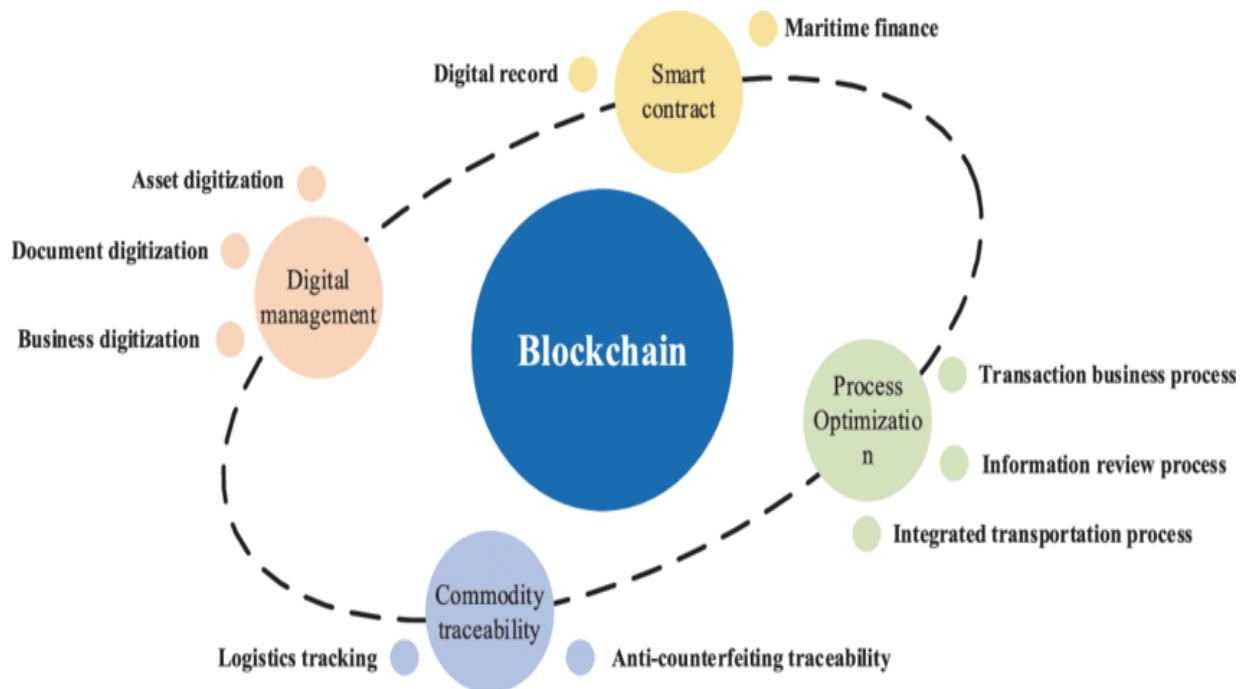 Maritime finance
Digital record
Smart
contract
Asset digitization
Document digitization
Digital
management
Business digitization
Blockchain
Transaction business process
Process
Optimizatio
n
Information review process
Integrated transportation process
Commodity
traceability
Logistics tracking
Anti-counterfeiting traceability